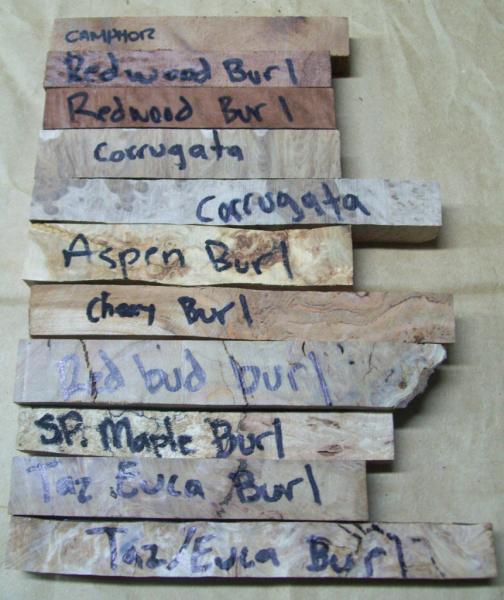 CAMPHOR
Redwood Burl
Redwood Burl
Corrugata
Corrugata
Aspen Burl
Cherry Burl
Red bud burl
SP. Maple Burl
Taz Euca Burl
Taz/Euca Burl